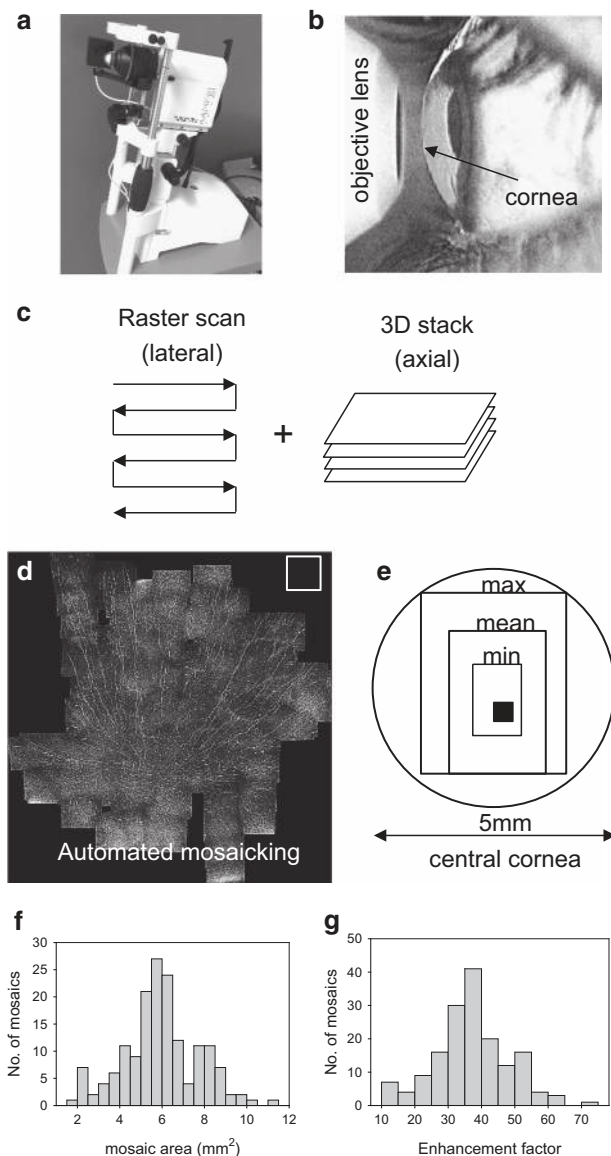 a
b
objective lens
cornea
c
Raster scan
(lateral)
3D stack
(axial)
+
d
Automated mosaicking
e
max
mean
min
5mm
central cornea
f
No. of mosaics
30
25
20
15
10
5
0
2 4 6 8 10 12
mosaic area (mm²)
g
No. of mosaics
50
40
30
20
10
0
10 20 30 40 50 60 70
Enhancement factor